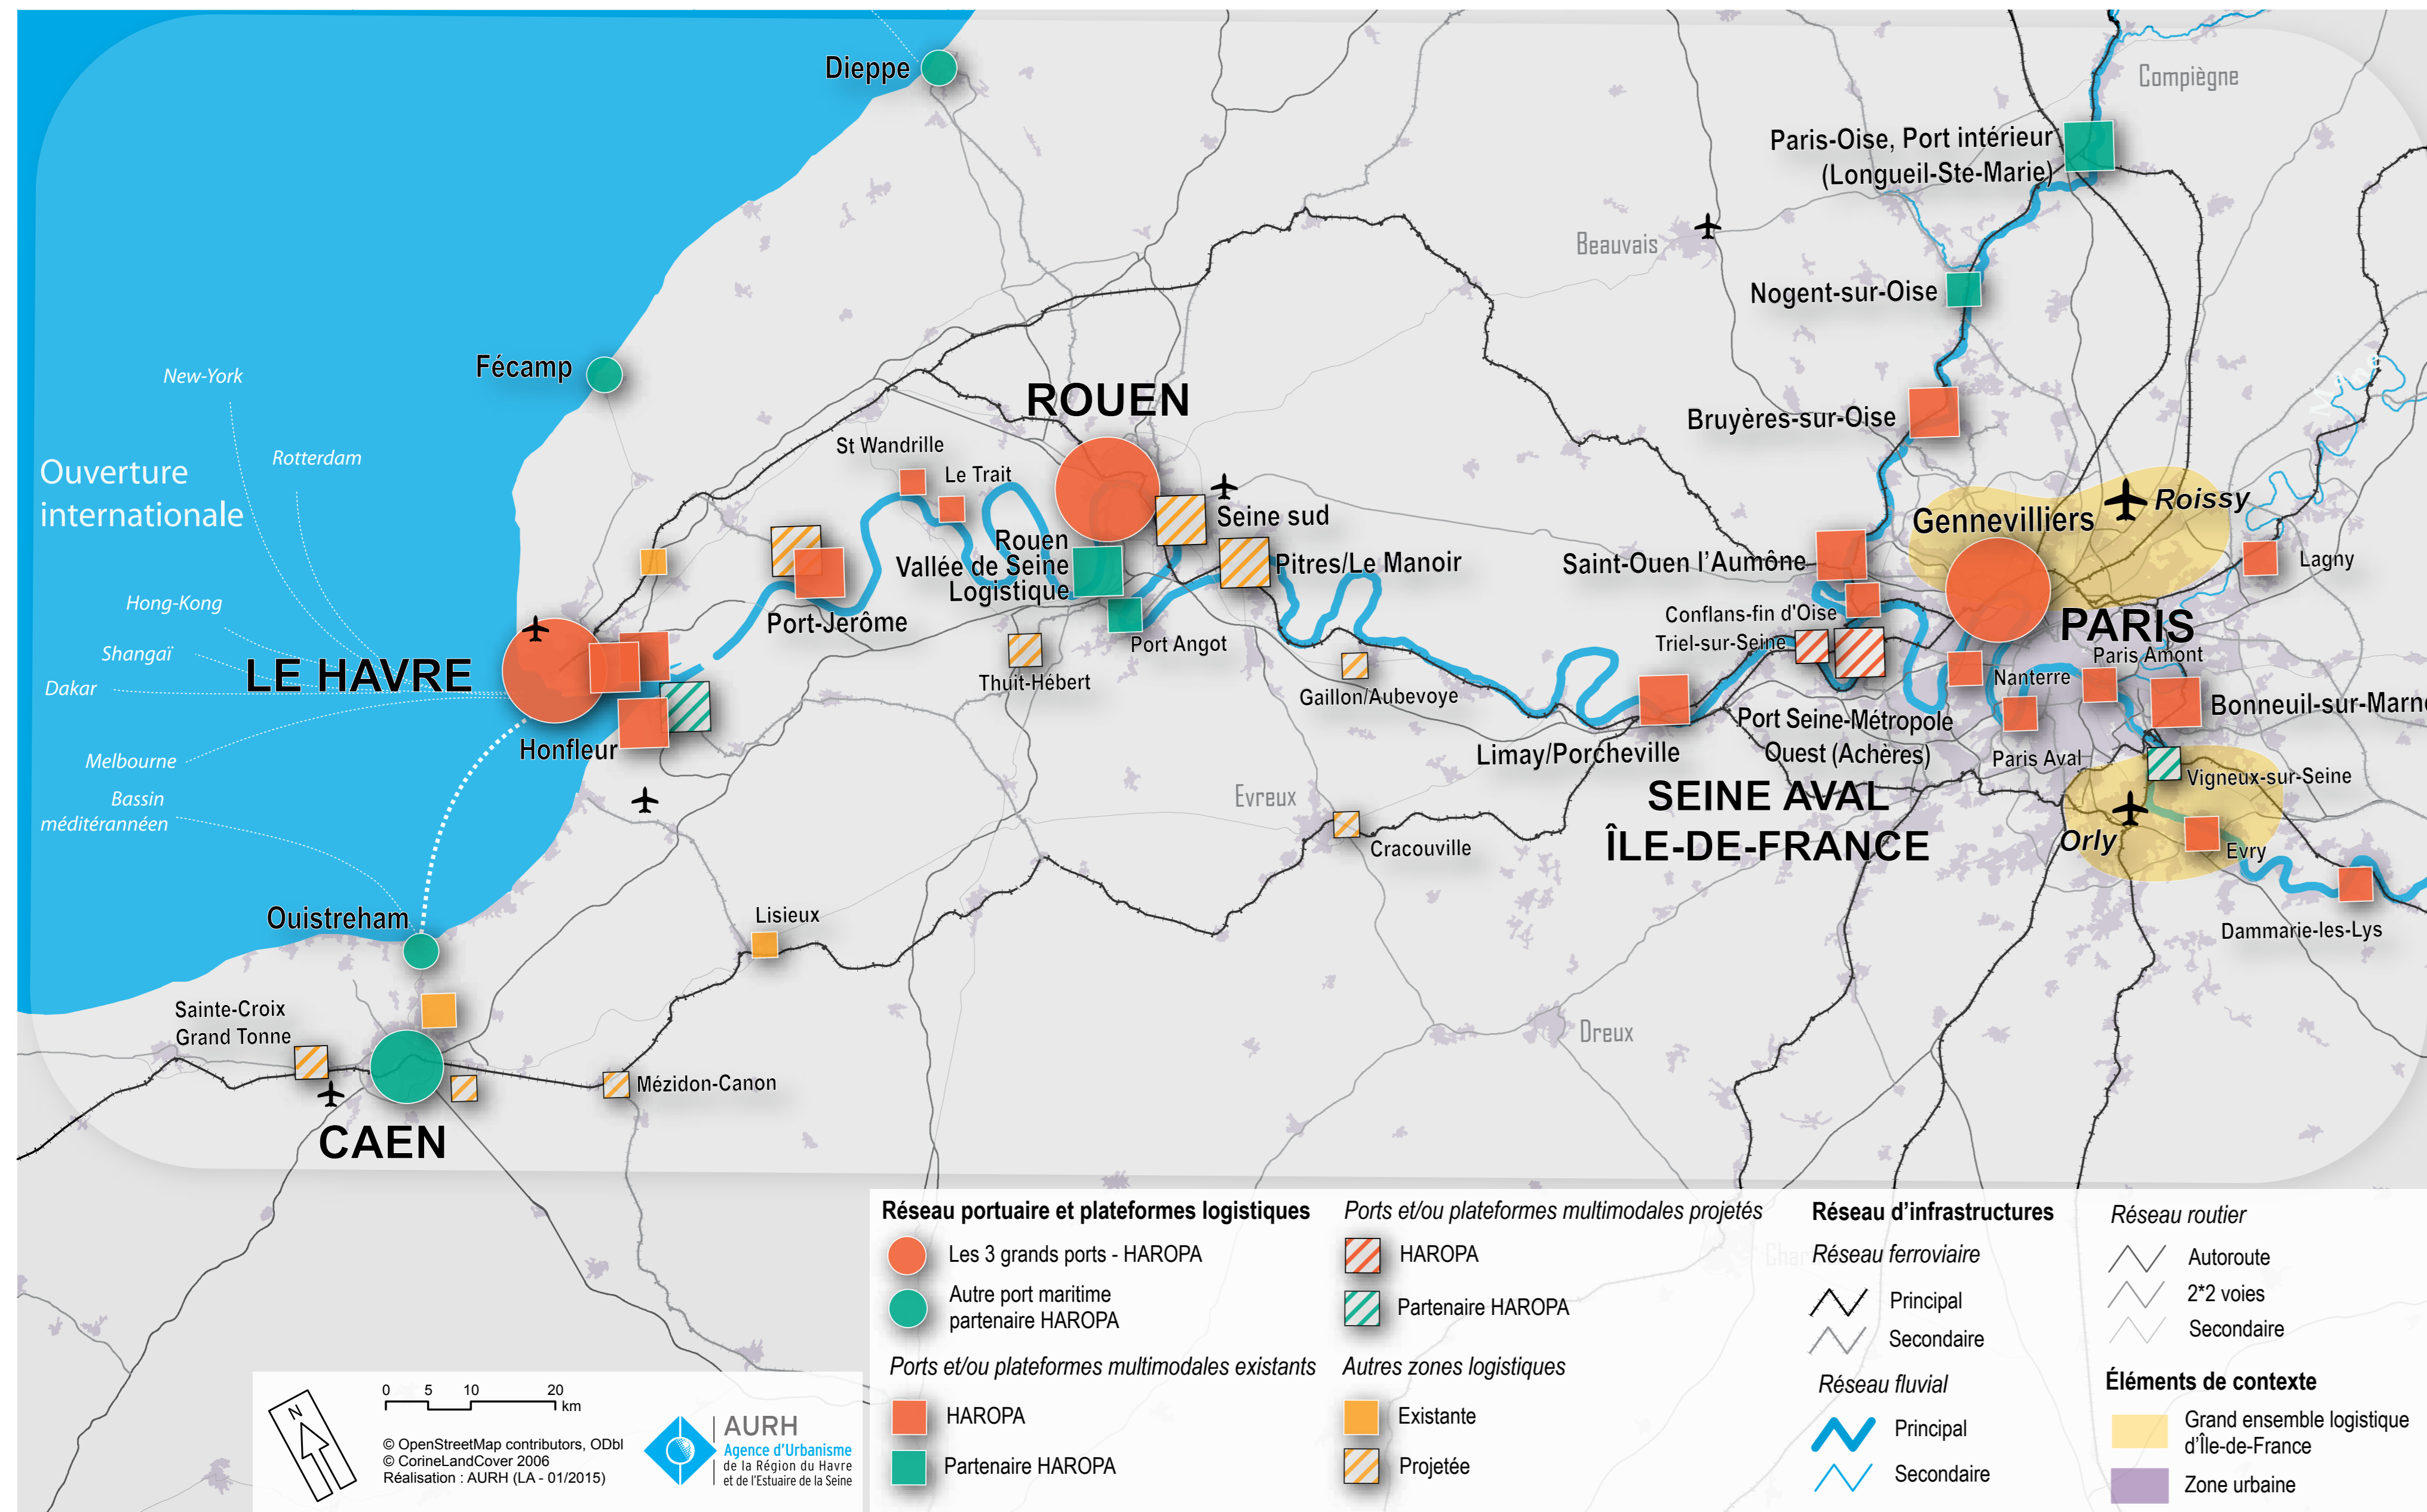 Dieppe
Compiègne
Paris-Oise, Port intérieur
(Longueil-Ste-Marie)
Beauvais
Nogent-sur-Oise
Fécamp
New-York
Rotterdam
Ouverture
internationale
Hong-Kong
Shangaï
Dakar
Melbourne
Bassin
méditérannéen
ROUEN
St Wandrille
Le Trait
Bruyères-sur-Oise
Marne
Roissy
Gennevilliers
Seine sud
Rouen
Vallée de Seine
Logistique
Pitres/Le Manoir
Saint-Ouen l'Aumône
Lagny
Conflans-fin d'Oise
Triel-sur-Seine
PARIS
Paris Amont
Port-Jérôme
Port Angot
LE HAVRE
Thuit-Hébert
Gaillon/Aubevoye
Nanterre
Bonneuil-sur-Marne
Honfleur
Limay/Porcheville
Port Seine-Métropole
Ouest (Achères)
Paris Aval
Vigneux-sur-Seine
SEINE AVAL
ÎLE-DE-FRANCE
Evreux
Cracouville
Orly
Evry
Dammarie-les-Lys
Ouistreham
Lisieux
Sainte-Croix
Grand Tonne
Dreux
Mézidon-Canon
CAEN
Réseau portuaire et plateformes logistiques
Les 3 grands ports - HAROPA
Autre port maritime
partenaire HAROPA
Ports et/ou plateformes multimodales existants
HAROPA
Partenaire HAROPA
Ports et/ou plateformes multimodales projetés
HAROPA
Partenaire HAROPA
Autres zones logistiques
Existante
Projetée
Réseau d'infrastructures
Réseau ferroviaire
Principal
Secondaire
Réseau fluvial
Principal
Secondaire
Réseau routier
Autoroute
2*2 voies
Secondaire
Éléments de contexte
Grand ensemble logistique
d'Île-de-France
Zone urbaine
N
0 5 10 20
km
© OpenStreetMap contributors, ODbl
© CorineLandCover 2006
Réalisation : AURH (LA - 01/2015)
AURH
Agence d'Urbanisme
de la Région du Havre
et de l'Estuaire de la Seine